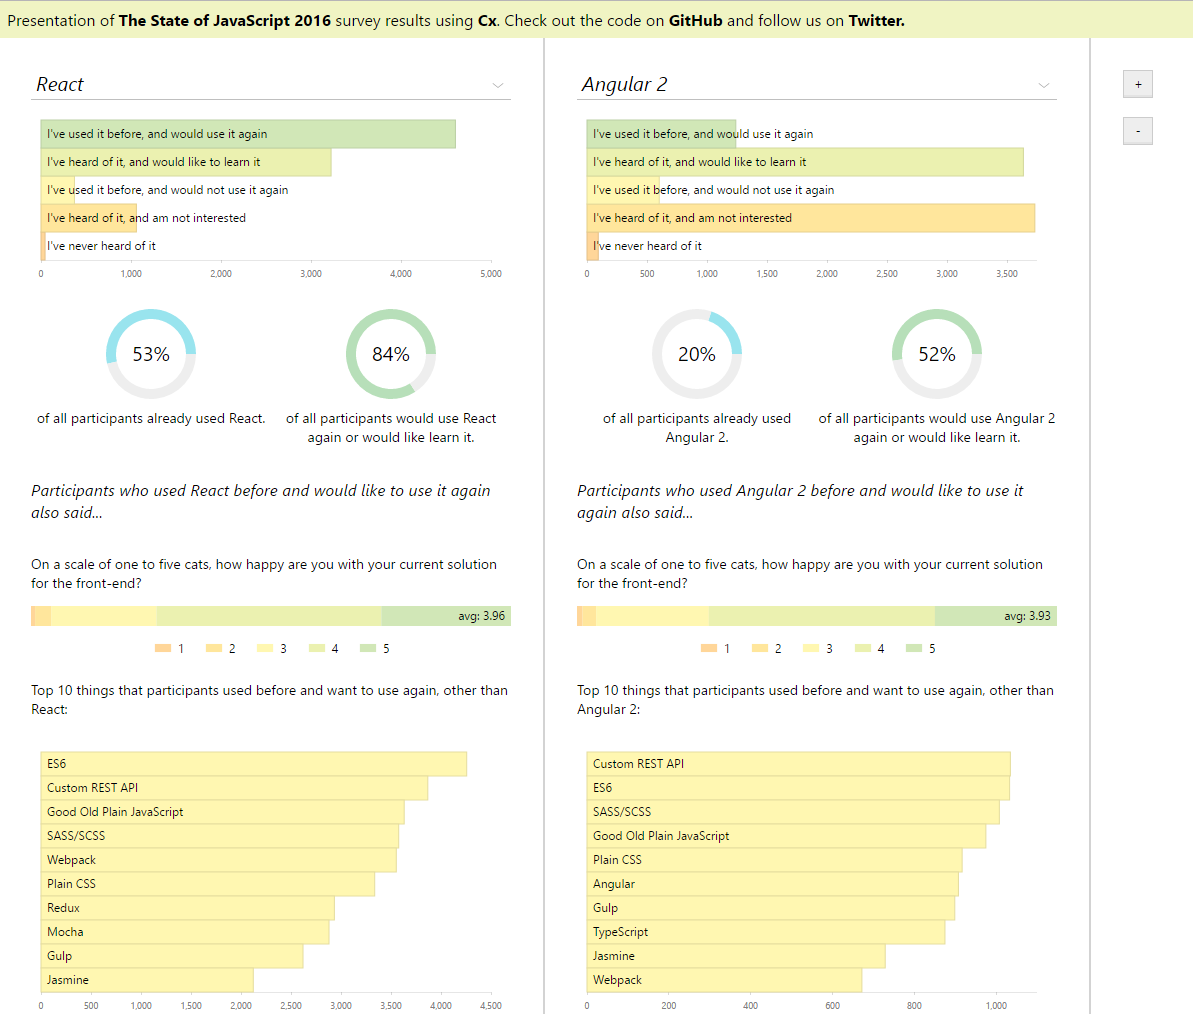 Presentation of The State of JavaScript 2016 survey results using Cx. Check out the code on GitHub and follow us on Twitter.
React
I've used it before, and would use it again
I've heard of it, and would like to learn it
I've used it before, and would not use it again
I've heard of it, and am not interested
I've never heard of it
0 1,000 2,000 3,000 4,000 5,000
53%
84%
of all participants already used React.
of all participants would use React
again or would like learn it.
Participants who used React before and would like to use it again
also said...
On a scale of one to five cats, how happy are you with your current solution
for the front-end?
avg: 3.96
1 2 3 4 5
Top 10 things that participants used before and want to use again, other than
React:
ES6
Custom REST API
Good Old Plain JavaScript
SASS/SCSS
Webpack
Plain CSS
Redux
Mocha
Gulp
Jasmine
0 500 1,000 1,500 2,000 2,500 3,000 3,500 4,000 4,500
Angular 2
I've used it before, and would use it again
I've heard of it, and would like to learn it
I've used it before, and would not use it again
I've heard of it, and am not interested
I've never heard of it
0 500 1,000 1,500 2,000 2,500 3,000 3,500
20%
52%
of all participants already used
Angular 2.
of all participants would use Angular 2
again or would like learn it.
Participants who used Angular 2 before and would like to use it
again also said...
On a scale of one to five cats, how happy are you with your current solution
for the front-end?
avg: 3.93
1 2 3 4 5
Top 10 things that participants used before and want to use again, other than
Angular 2:
Custom REST API
ES6
SASS/SCSS
Good Old Plain JavaScript
Plain CSS
Angular
Gulp
TypeScript
Jasmine
Webpack
0 200 400 600 800 1,000
+
-